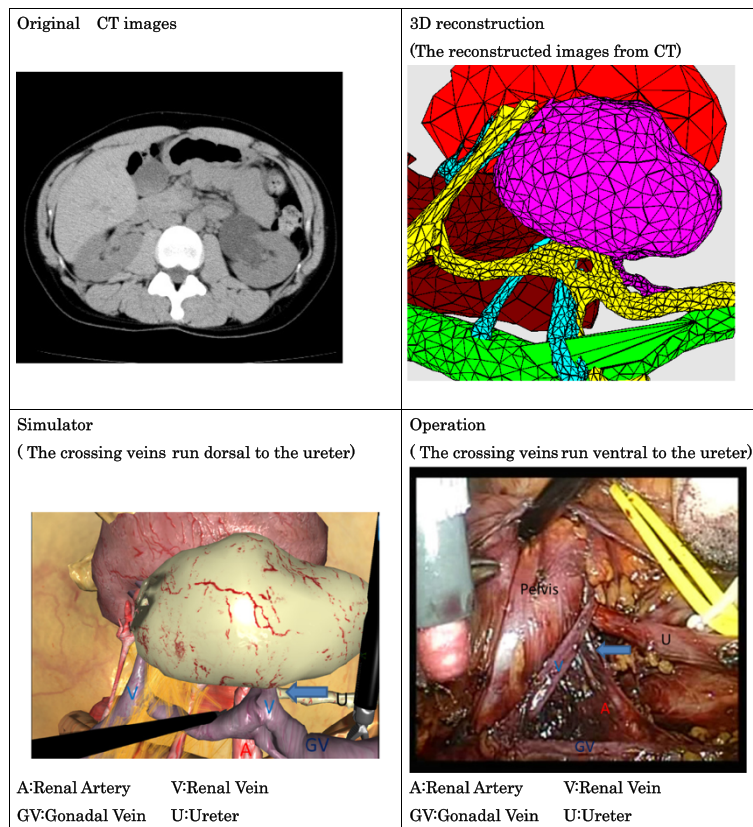 Original CT images
3D reconstruction
(The reconstructed images from CT)
Simulator
( The crossing veins run dorsal to the ureter)
V
V
U
A
GV
A:Renal Artery V:Renal Vein
GV:Gonadal Vein U:Ureter
Operation
( The crossing veins run ventral to the ureter)
Pelvis
U
V
A
GV
A:Renal Artery V:Renal Vein
GV:Gonadal Vein U:Ureter